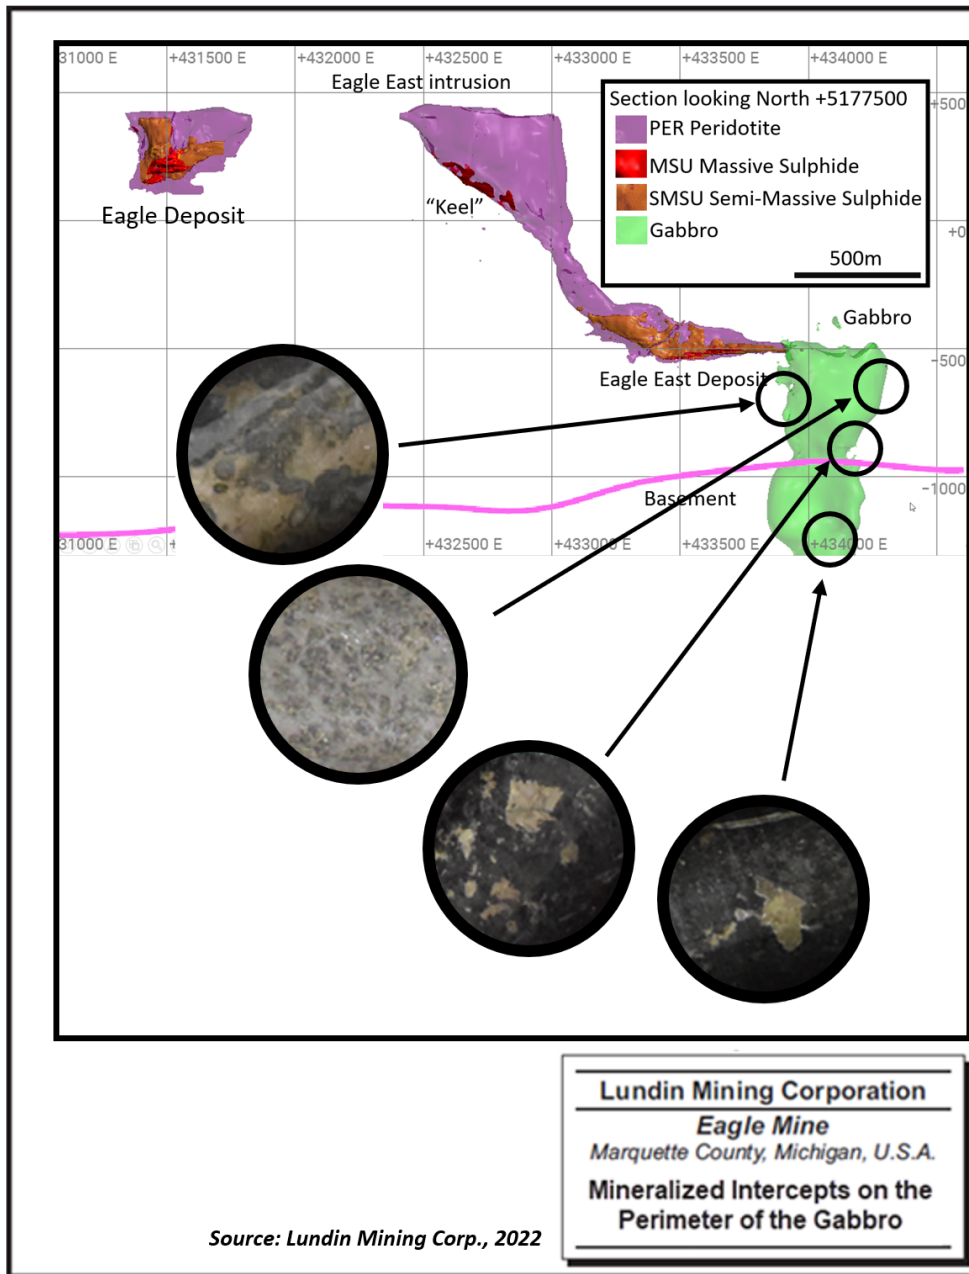 31000 E +431500 E +432000 E +432500 E +433000 E +433500 E +434000 E
Eagle East intrusion
+500
Section looking North +5177500
PER Peridotite
MSU Massive Sulphide
SMSU Semi-Massive Sulphide
Gabbro
500m
Eagle Deposit
"Keel"
+0
Gabbro
-500
Eagle East Deposit
Basement
-1000
31000 E +432500 E +433000 E +433500 E +434000 E
Lundin Mining Corporation
Eagle Mine
Marquette County, Michigan, U.S.A.
Mineralized Intercepts on the
Perimeter of the Gabbro
Source: Lundin Mining Corp., 2022